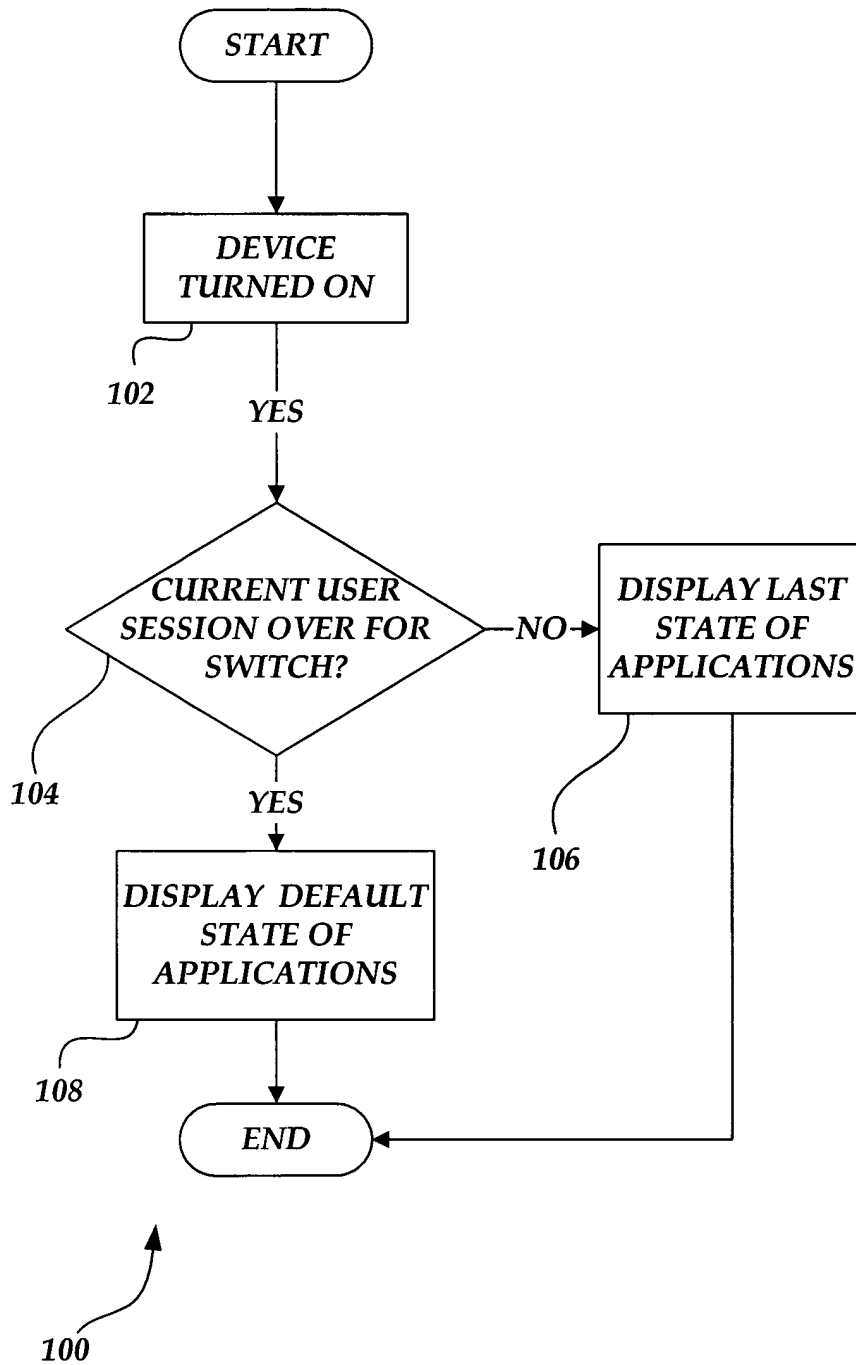 START
DEVICE
TURNED ON
102
YES
CURRENT USER
SESSION OVER FOR
SWITCH?
NO
DISPLAY LAST
STATE OF
APPLICATIONS
104
106
YES
DISPLAY DEFAULT
STATE OF
APPLICATIONS
108
END
100